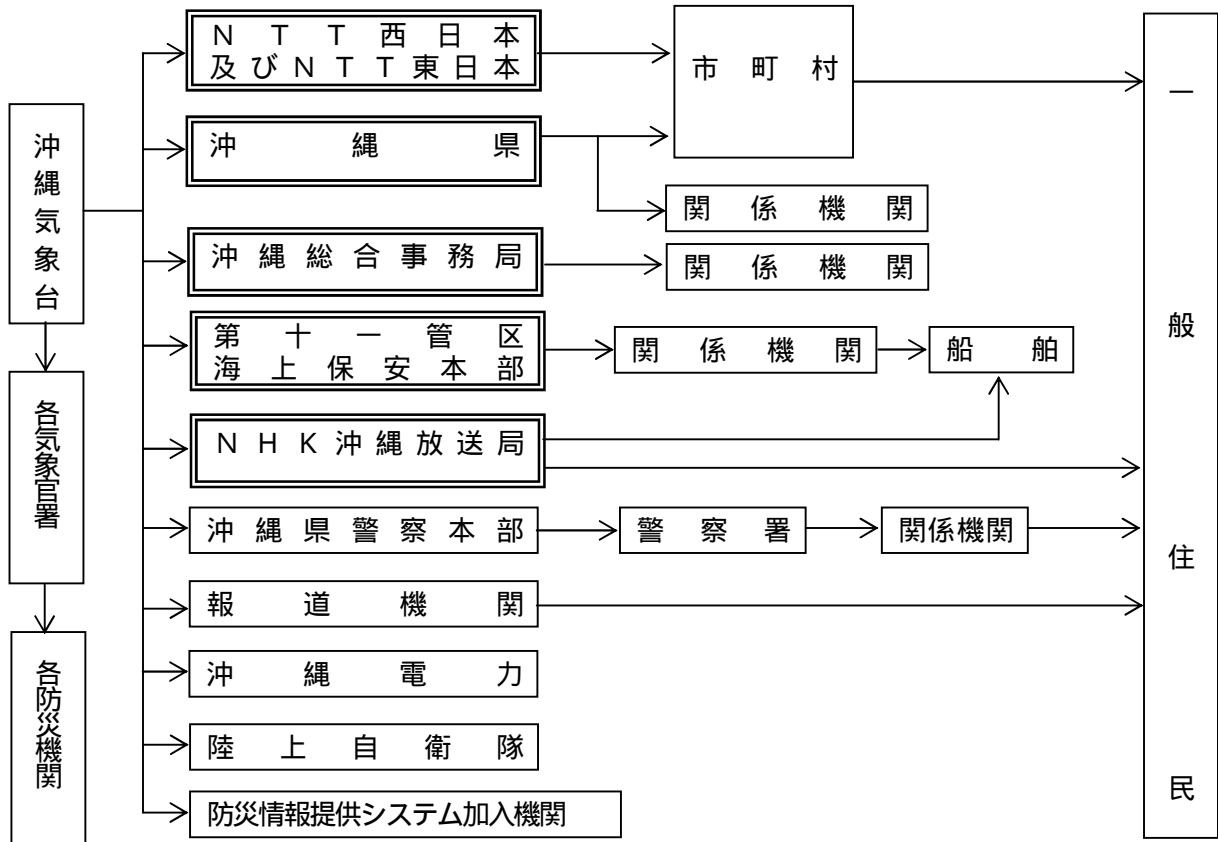 沖縄気象台
各気象官署
各防災機関
NTT西日本
及びNTT東日本
沖縄県
沖縄総合事務局
第十一管区
海上保安本部
NHK沖縄放送局
沖縄県警察本部
報道機関
沖縄電力
陸上自衛隊
防災情報提供システム加入機関
市町村
関係機関
関係機関
関係機関
船舶
警察署
関係機関
一般住民